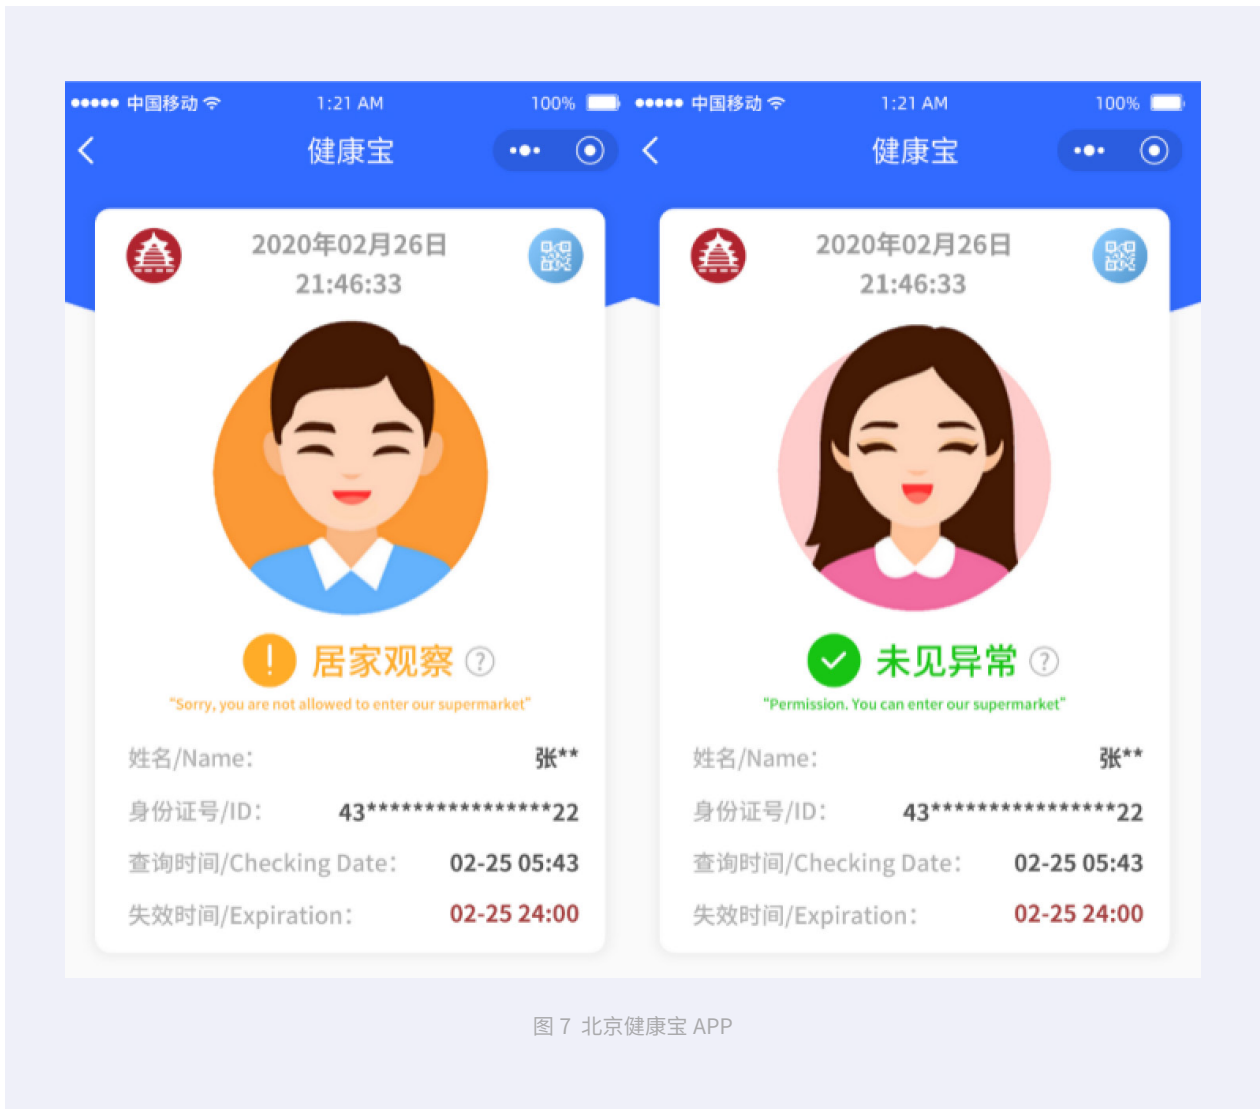 中国移动
1:21 AM
100%
健康宝
2020年02月26日
21:46:33
居家观察 ?
"Sorry, you are not allowed to enter our supermarket"
姓名/Name: 张**
身份证号/ID: 43****************22
查询时间/Checking Date: 02-25 05:43
失效时间/Expiration: 02-25 24:00
中国移动
1:21 AM
100%
健康宝
2020年02月26日
21:46:33
未见异常 ?
"Permission. You can enter our supermarket"
姓名/Name: 张**
身份证号/ID: 43****************22
查询时间/Checking Date: 02-25 05:43
失效时间/Expiration: 02-25 24:00
图 7 北京健康宝 APP